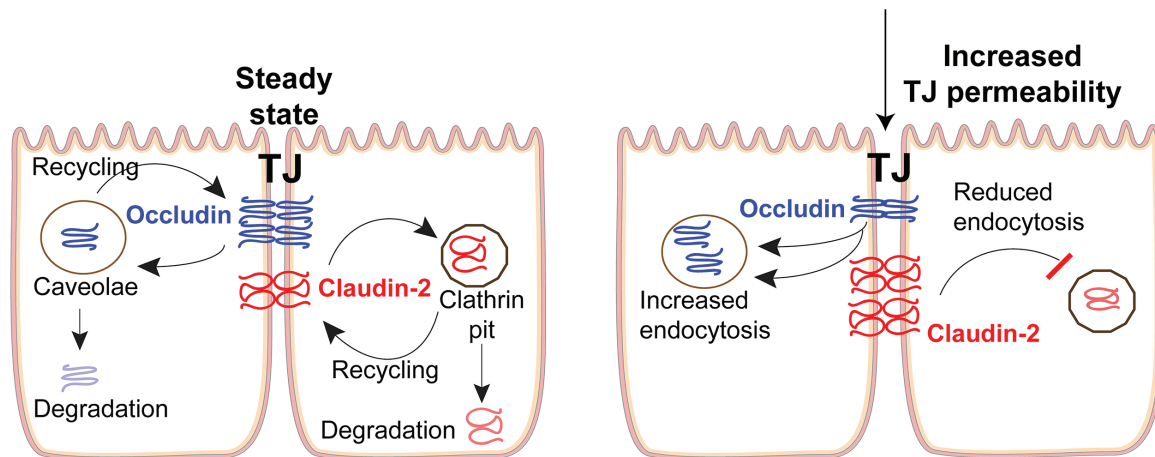 Steady
state
TJ
Recycling
Occludin
Caveolae
Degradation
Claudin-2
Clathrin
pit
Recycling
Degradation
Increased
TJ permeability
TJ
Occludin
Increased
endocytosis
Reduced
endocytosis
Claudin-2